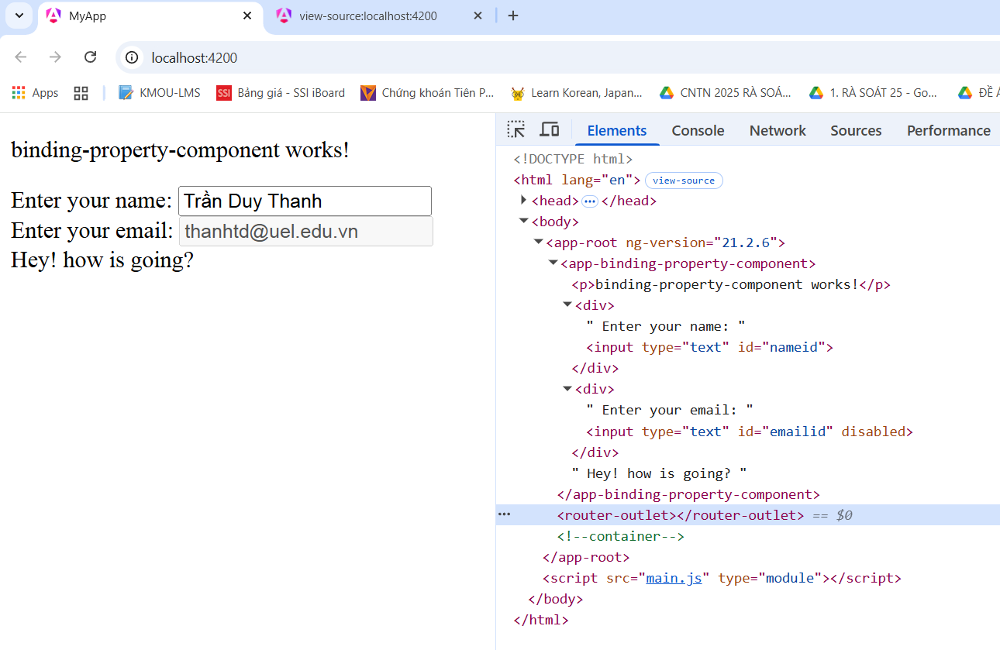 MyApp
view-source:localhost:4200
localhost:4200
Apps
KMOU-LMS
SSI
Bảng giá - SSI iBoard
Chứng khoán Tiên P...
Learn Korean, Japan...
CNTN 2025 RÀ SOÁ...
1. RÀ SOÁT 25 - Go...
ĐỀ Á
binding-property-component works!
Enter your name: Trần Duy Thanh
Enter your email: thanhtd@uel.edu.vn
Hey! how is going?
Elements Console Network Sources Performance
<!DOCTYPE html>
<html lang="en"> view-source
<head> ••• </head>
<body>
<app-root ng-version="21.2.6">
<app-binding-property-component>
<p>binding-property-component works!</p>
<div>
" Enter your name: "
<input type="text" id="nameid">
</div>
<div>
" Enter your email: "
<input type="text" id="emailid" disabled>
</div>
" Hey! how is going? "
</app-binding-property-component>
••• <router-outlet></router-outlet> == $0
<!--container-->
</app-root>
<script src="main.js" type="module"></script>
</body>
</html>